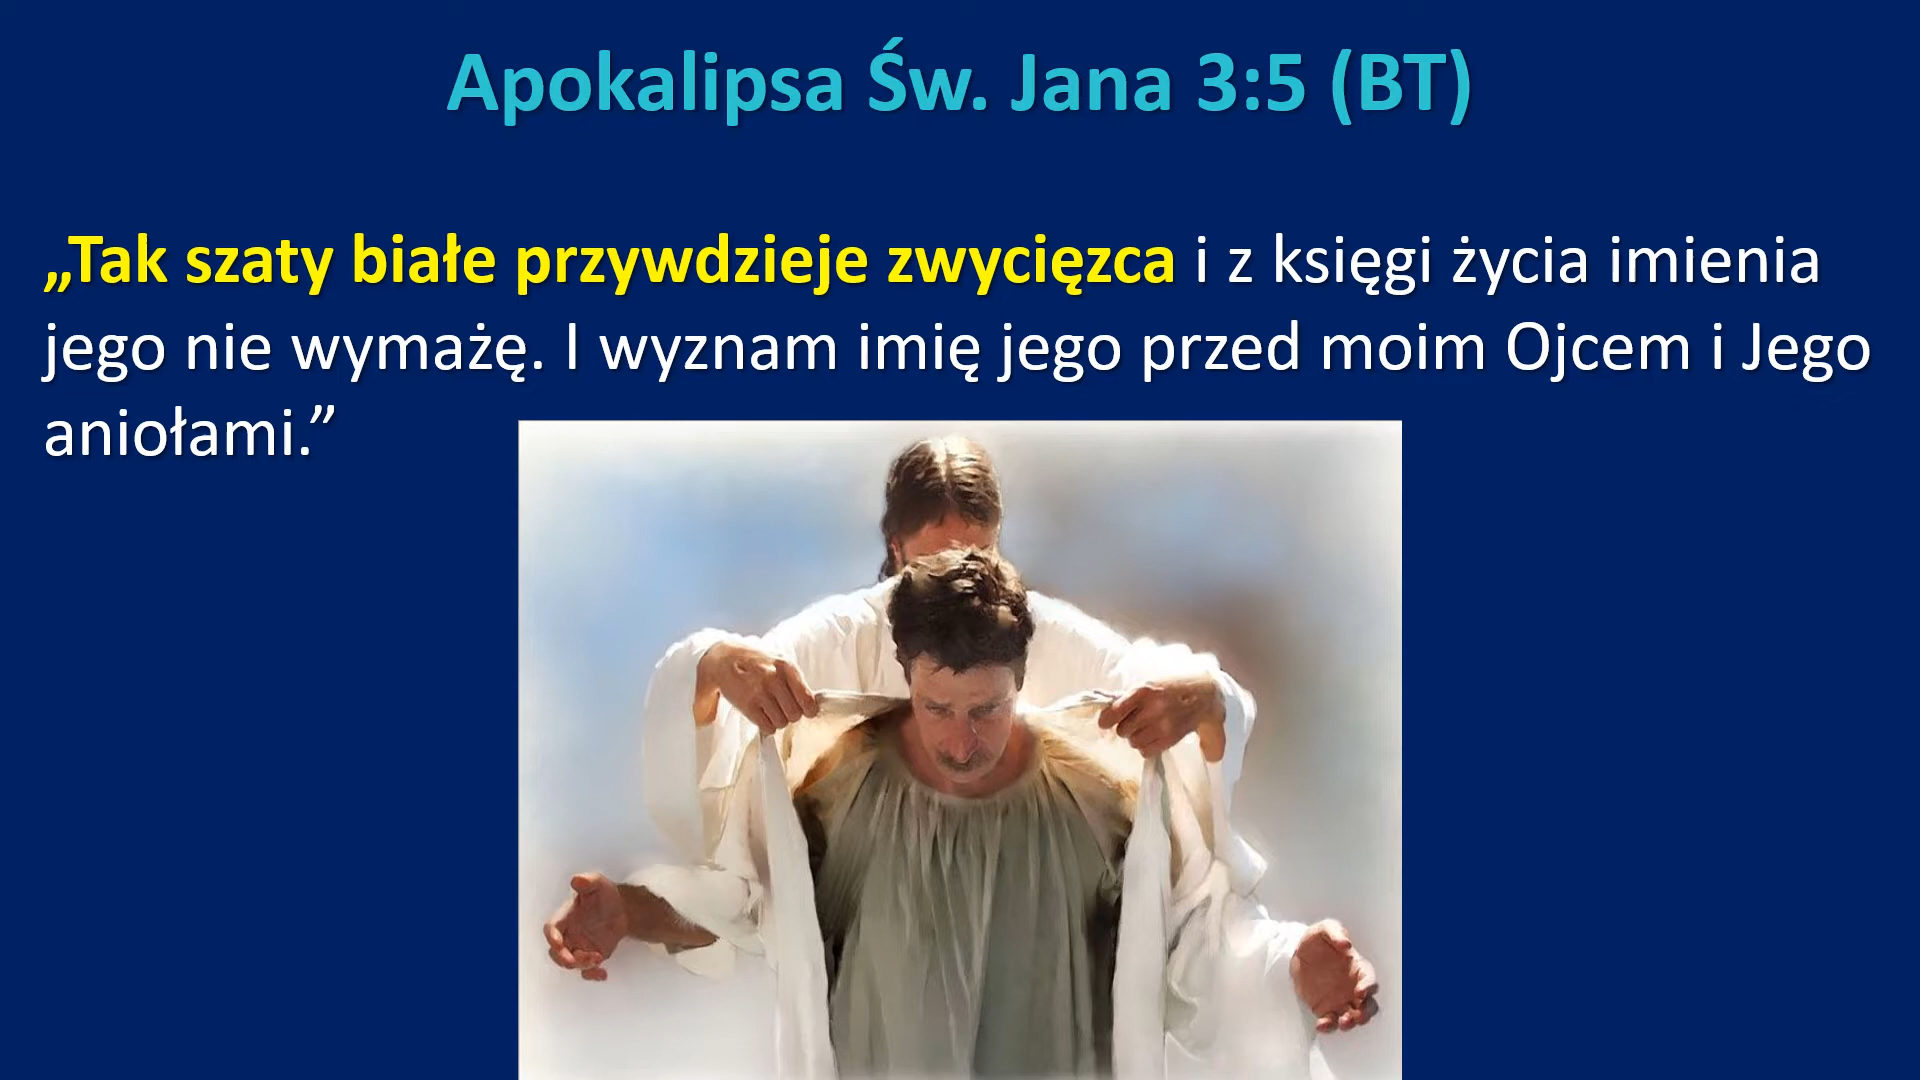 Apokalipsa Św. Jana 3:5 (BT)
„Tak szaty białe przywdzieje zwycięzca i z księgi życia imienia
jego nie wymażę. I wyznam imię jego przed moim Ojcem i Jego
aniołami.”